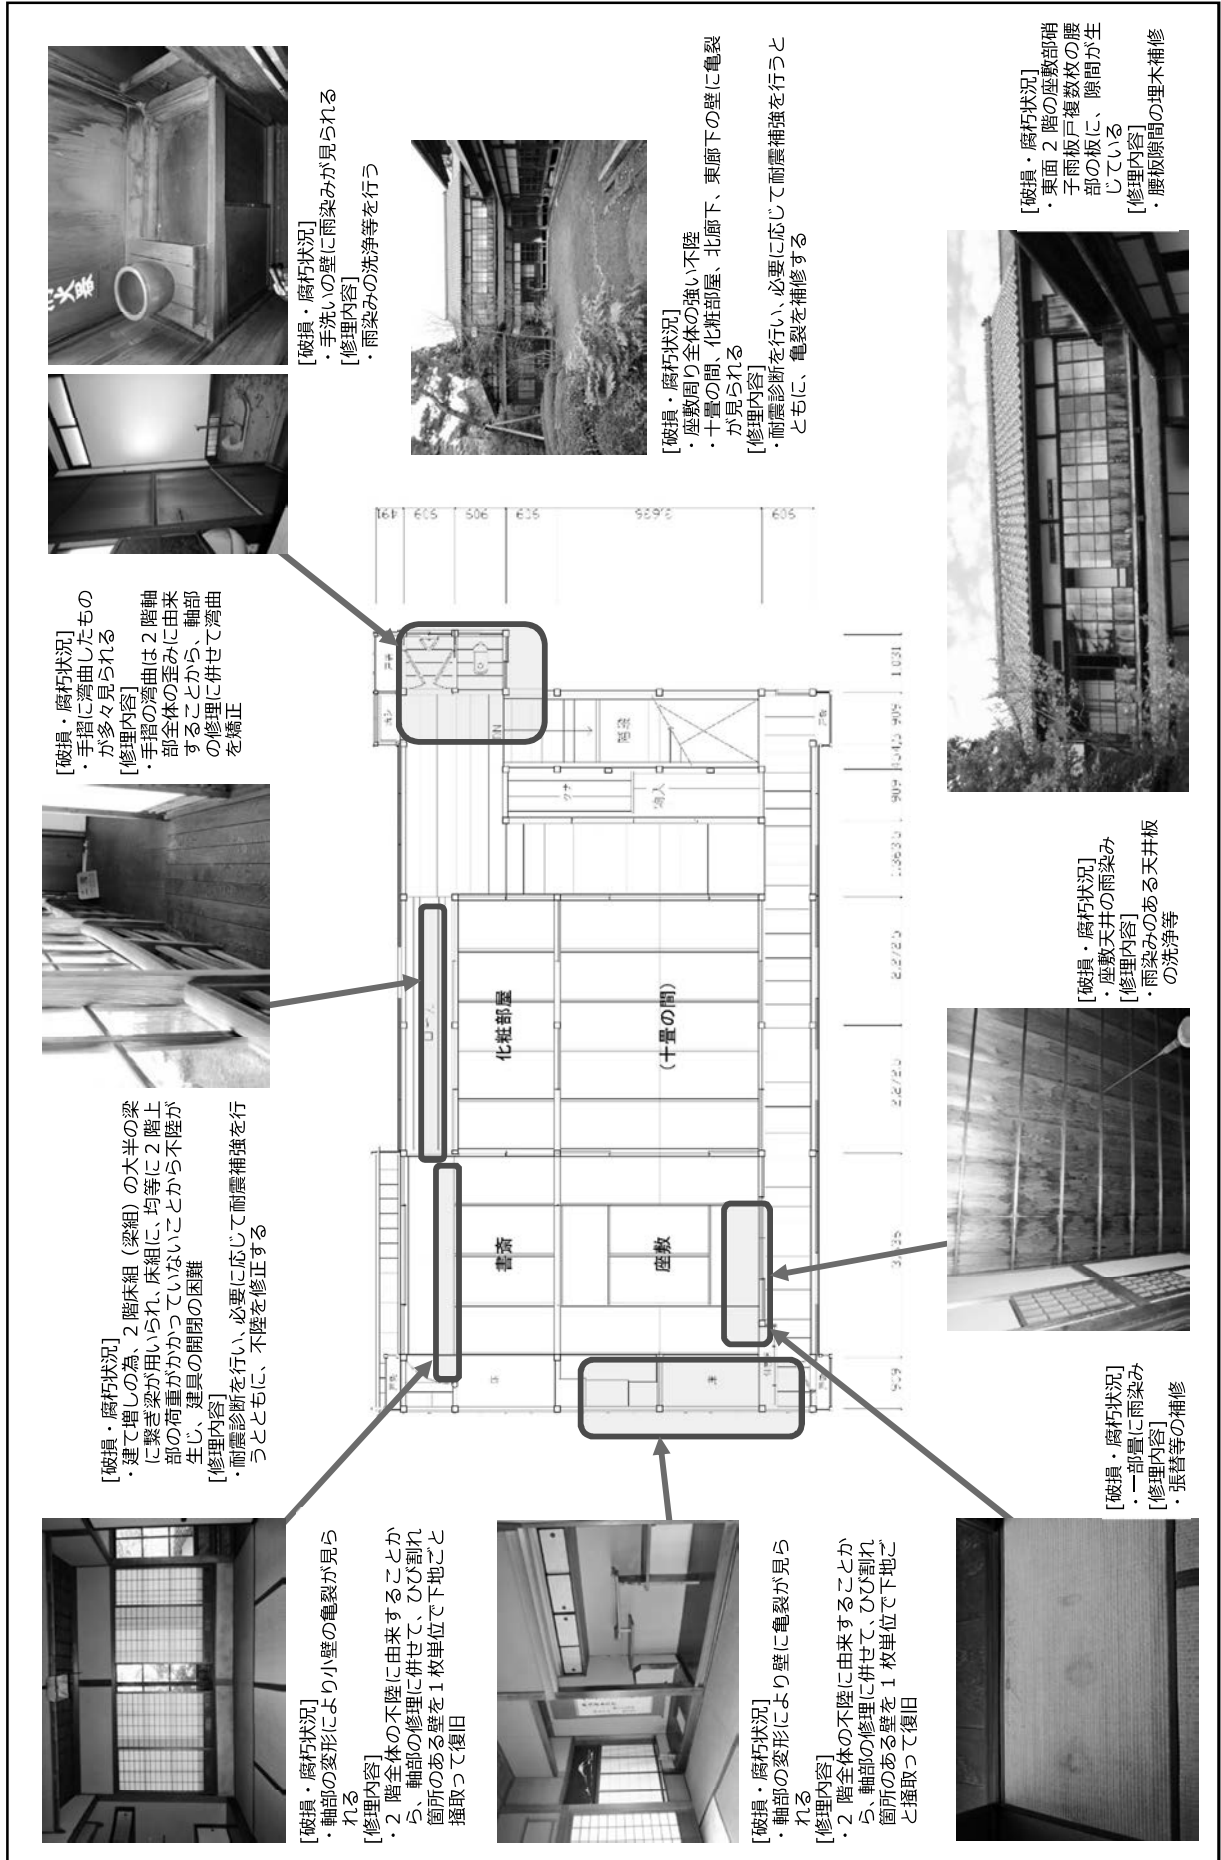 [破損・腐朽状況]
・軸部の変形により小壁の亀裂が見ら
れる
[修理内容]
・２階全体の不陸に由来することか
ら、軸部の修理に併せて、ひび割れ
箇所のある壁を１枚単位で下地ごと
掻取って復旧
[破損・腐朽状況]
・建て増しの為、２階床組（梁組）の大半の梁
に繋ぎ梁が用いられ、床組に、均等に２階上
部の荷重がかかっていないことから不陸が
生じ、建具の開閉の困難
[修理内容]
・耐震診断を行い、必要に応じて耐震補強を行
うとともに、不陸を修正する
[破損・腐朽状況]
・手摺に湾曲したもの
が多々見られる
[修理内容]
・手摺の湾曲は２階軸
部全体の歪みに由来
することから、軸部
の修理に併せて湾曲
を矯正
[破損・腐朽状況]
・手洗いの壁に雨染みが見られる
[修理内容]
・雨染みの洗浄等を行う
書斎
化粧部屋
座敷
(十畳の間)
階段
押入
床
909
2,2725
2,2725
909
909
1031
491
909
[破損・腐朽状況]
・軸部の変形により壁に亀裂が見ら
れる
[修理内容]
・２階全体の不陸に由来することか
ら、軸部の修理に併せて、ひび割れ
箇所のある壁を１枚単位で下地ご
と掻取って復旧
[破損・腐朽状況]
・座敷周り全体の強い不陸
・十畳の間、化粧部屋、北廊下、東廊下の壁に亀裂
が見られる
[修理内容]
・耐震診断を行い、必要に応じて耐震補強を行うと
ともに、亀裂を補修する
[破損・腐朽状況]
・一部畳に雨染み
[修理内容]
・張替等の補修
[破損・腐朽状況]
・座敷天井の雨染み
[修理内容]
・雨染みのある天井板
の洗浄等
[破損・腐朽状況]
・東面２階の座敷部硝
子雨板戸複数枚の腰
部の板に、隙間が生
じている
[修理内容]
・腰板隙間の埋木補修